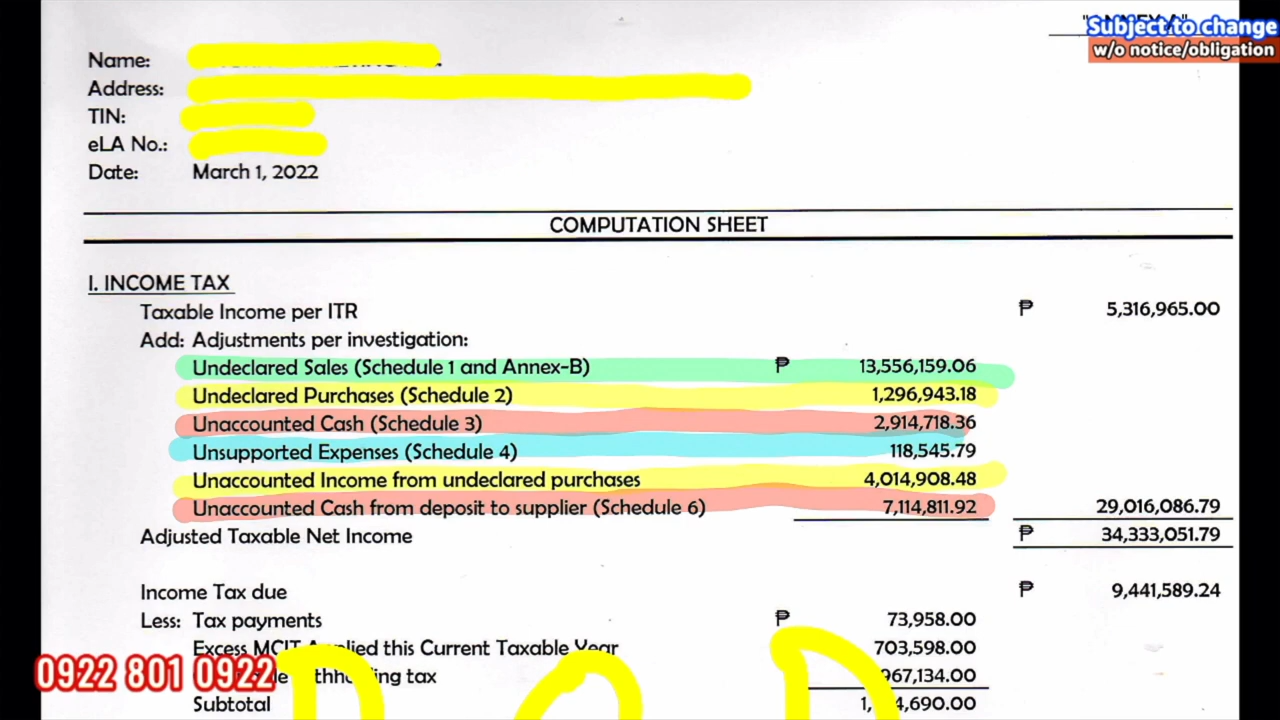 Subject to change
w/o notice/obligation
Name:
Address:
TIN:
eLA No.:
Date: March 1, 2022
COMPUTATION SHEET
I. INCOME TAX
Taxable Income per ITR ₱ 5,316,965.00
Add: Adjustments per investigation:
Undeclared Sales (Schedule 1 and Annex-B) ₱ 13,556,159.06
Undeclared Purchases (Schedule 2) 1,296,943.18
Unaccounted Cash (Schedule 3) 2,914,718.36
Unsupported Expenses (Schedule 4) 118,545.79
Unaccounted Income from undeclared purchases 4,014,908.48
Unaccounted Cash from deposit to supplier (Schedule 6) 7,114,811.92 29,016,086.79
Adjusted Taxable Net Income ₱ 34,333,051.79
Income Tax due ₱ 9,441,589.24
Less: Tax payments ₱ 73,958.00
Excess MCIT Applied this Current Taxable Year 703,598.00
tax 967,134.00
Subtotal
0922 801 0922